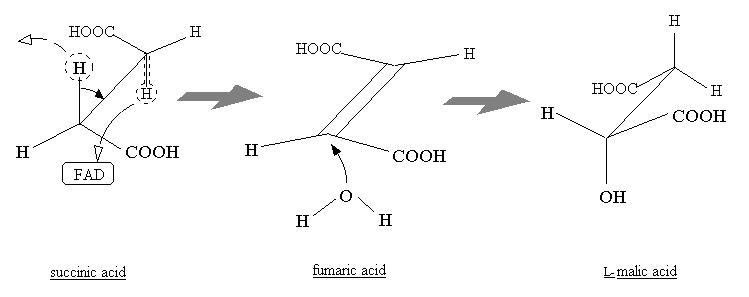 HOOC H
H
H
H COOH
FAD
succinic acid
HOOC H
H COOH
O
H H
fumaric acid
H
HOOC H
H COOH
OH
L-malic acid